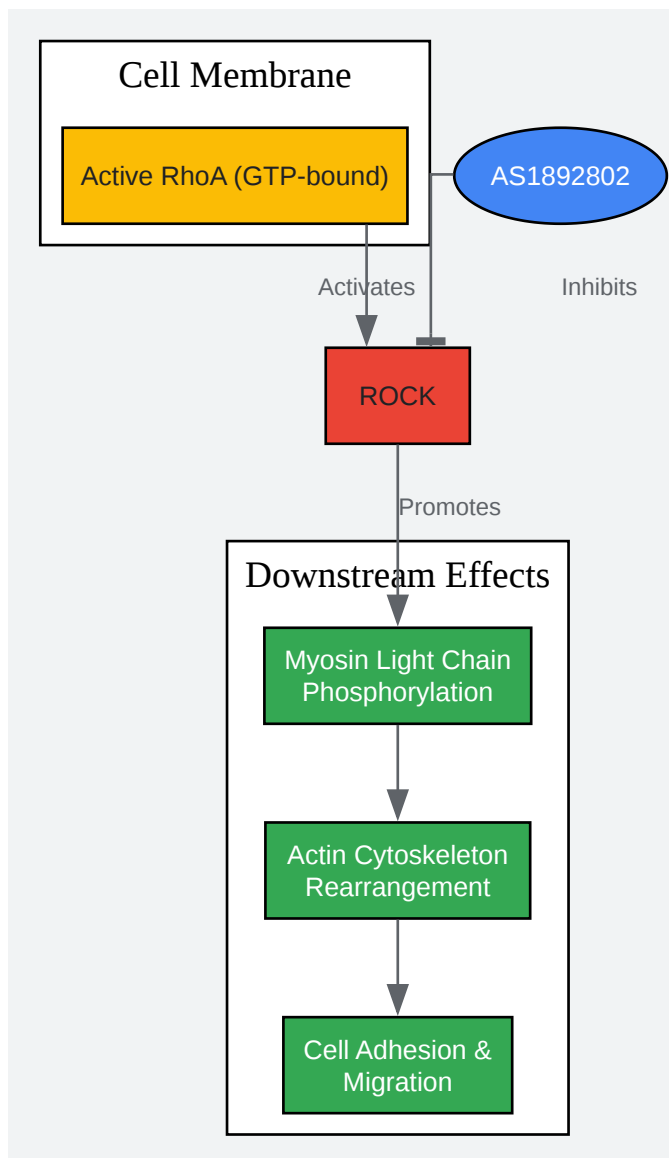 Cell Membrane
Active RhoA (GTP-bound)
AS1892802
Activates
Inhibits
ROCK
Promotes
Downstream Effects
Myosin Light Chain
Phosphorylation
Actin Cytoskeleton
Rearrangement
Cell Adhesion &
Migration